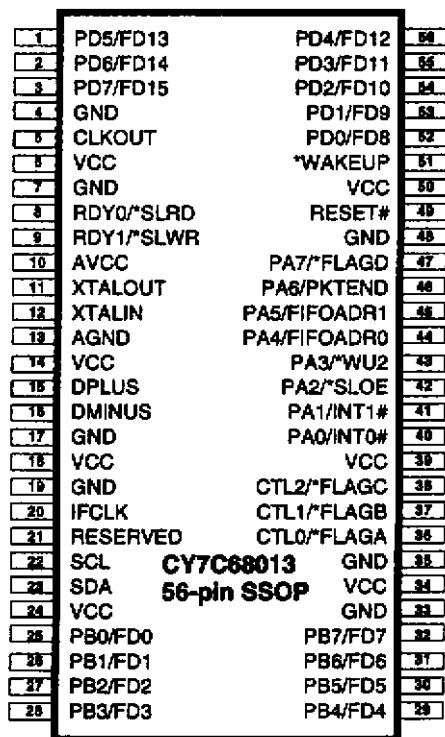 1 PD5/FD13 PD4/FD12 56
2 PD6/FD14 PD3/FD11 55
3 PD7/FD15 PD2/FD10 54
4 GND PD1/FD9 53
5 CLKOUT PD0/FD8 52
6 VCC *WAKEUP 51
7 GND VCC 50
8 RDY0/*SLRD RESET# 49
9 RDY1/*SLWR GND 48
10 AVCC PA7/*FLAGD 47
11 XTALOUT PA6/PKTEND 46
12 XTALIN PA5/FIFOADR1 45
13 AGND PA4/FIFOADR0 44
14 VCC PA3/*WU2 43
15 DPLUS PA2/*SLOE 42
16 DMINUS PA1/INT1# 41
17 GND PA0/INT0# 40
18 VCC VCC 39
19 GND CTL2/*FLAGC 38
20 IFCLK CTL1/*FLAGB 37
21 RESERVED CTL0/*FLAGA 36
22 SCL CY7C68013 GND 35
23 SDA 56-pin SSOP VCC 34
24 VCC GND 33
25 PB0/FD0 PB7/FD7 32
26 PB1/FD1 PB6/FD6 31
27 PB2/FD2 PB5/FD5 30
28 PB3/FD3 PB4/FD4 29